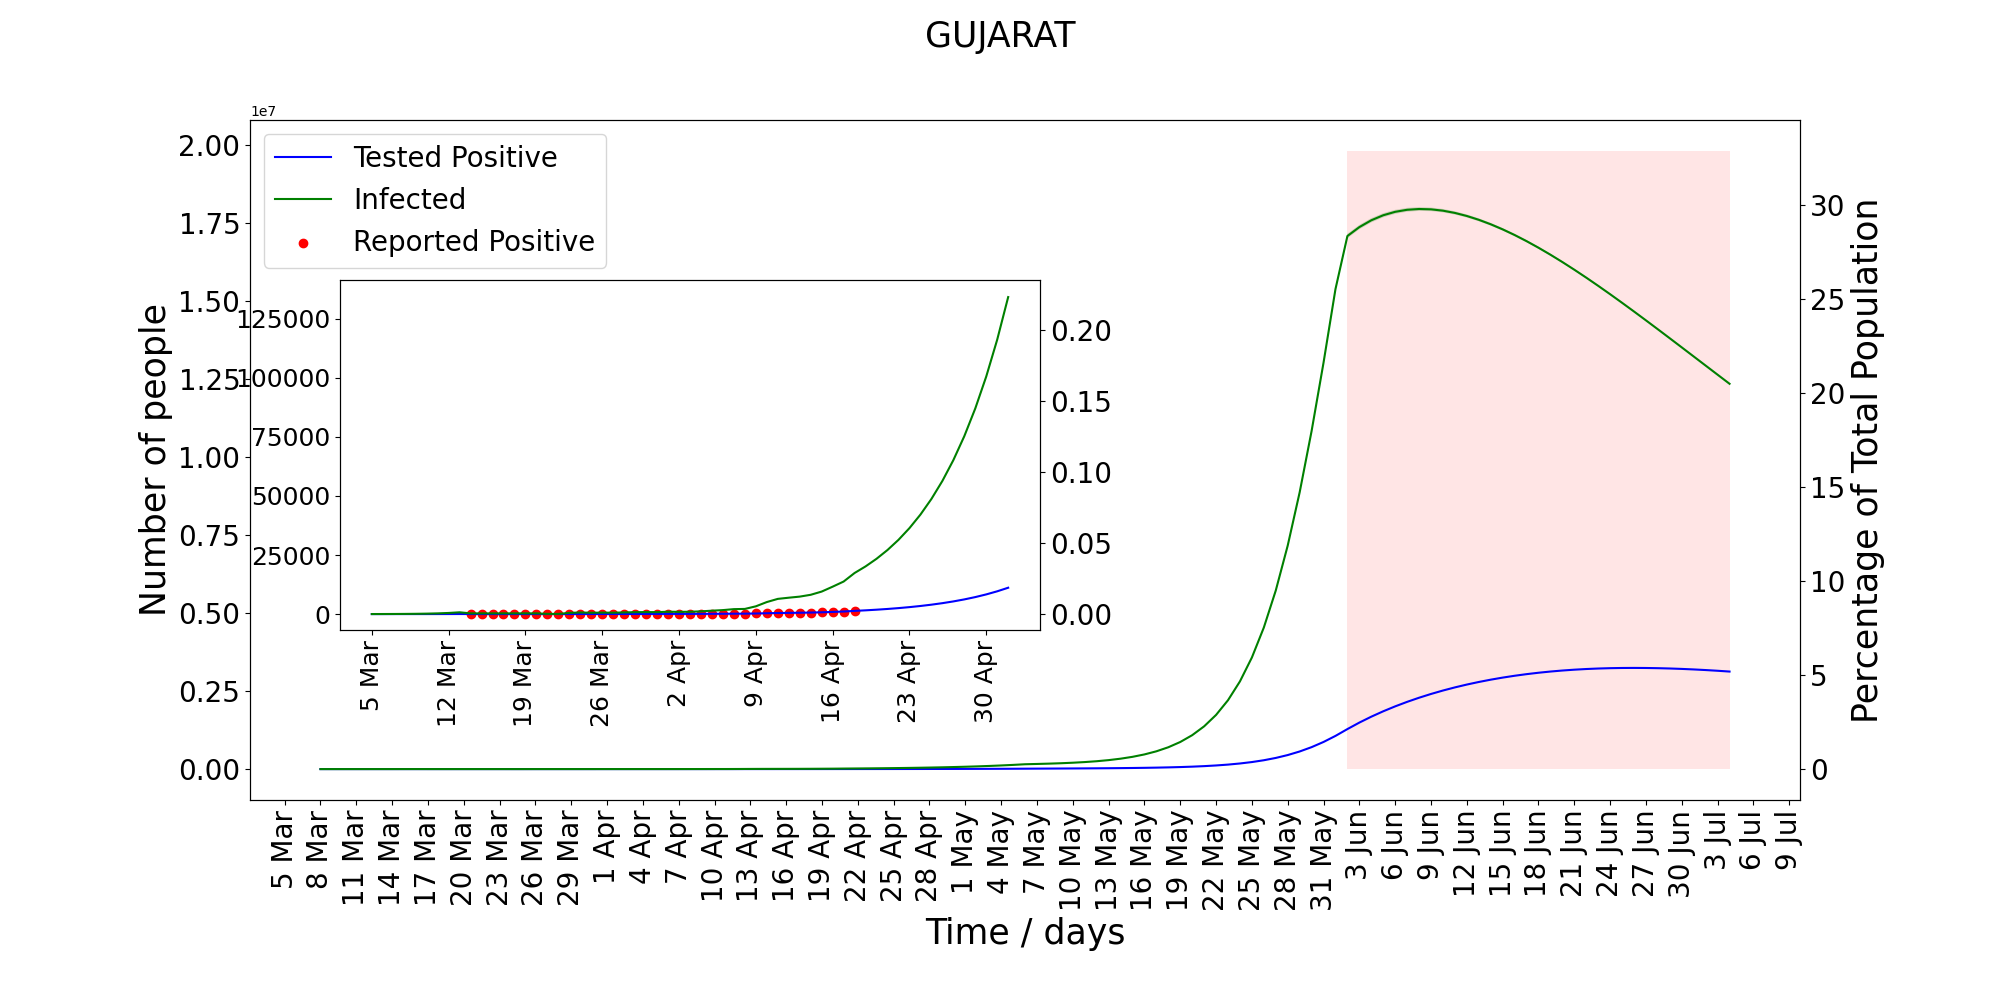 GUJARAT
1e7
2.00
1.75
1.50
1.25
1.00
0.75
0.50
0.25
0.00
Number of people
Tested Positive
Infected
Reported Positive
125000
100000
75000
50000
25000
0
0.20
0.15
0.10
0.05
0.00
5 Mar
12 Mar
19 Mar
26 Mar
2 Apr
9 Apr
16 Apr
23 Apr
30 Apr
30
25
20
15
10
5
0
Percentage of Total Population
5 Mar
8 Mar
11 Mar
14 Mar
17 Mar
20 Mar
23 Mar
26 Mar
29 Mar
1 Apr
4 Apr
7 Apr
10 Apr
13 Apr
16 Apr
19 Apr
22 Apr
25 Apr
28 Apr
1 May
4 May
7 May
10 May
13 May
16 May
19 May
22 May
25 May
28 May
31 May
3 Jun
6 Jun
9 Jun
12 Jun
15 Jun
18 Jun
21 Jun
24 Jun
27 Jun
30 Jun
3 Jul
6 Jul
9 Jul
Time / days